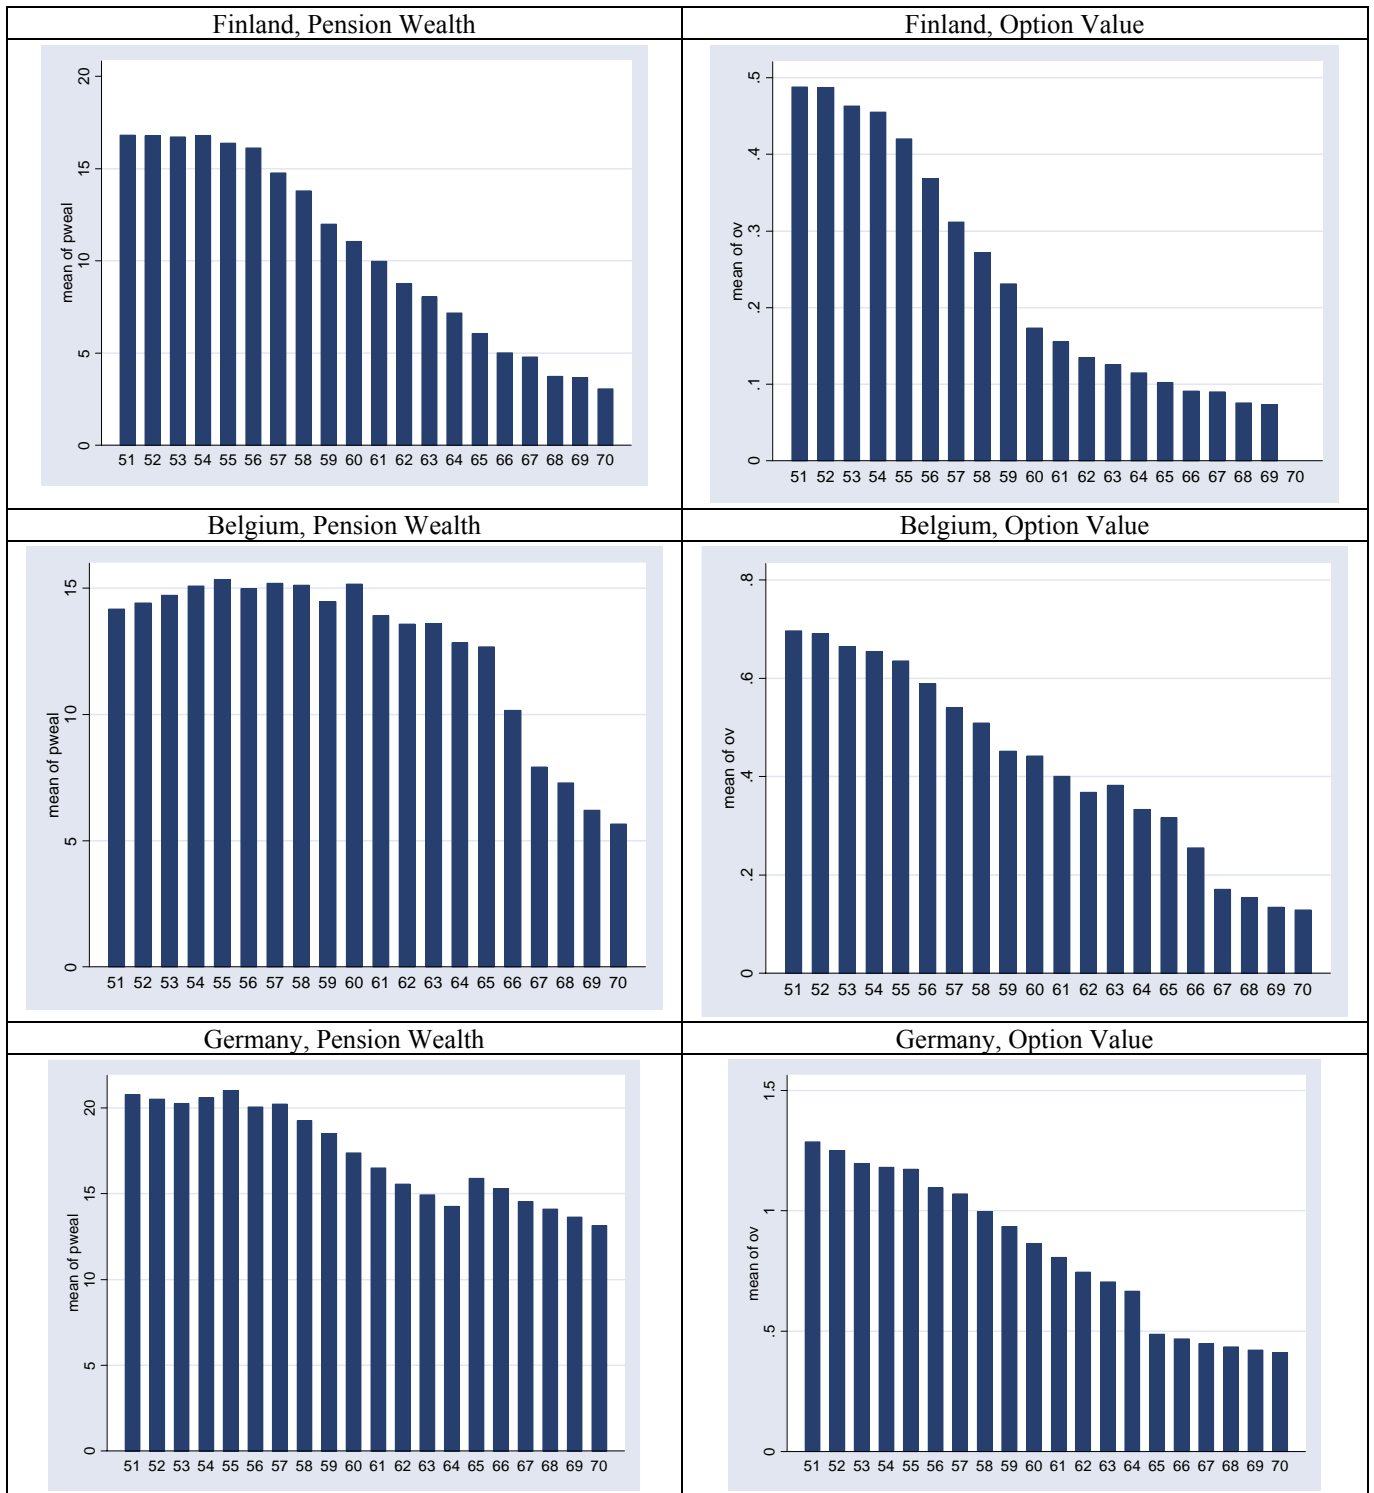 Finland, Pension Wealth
Finland, Option Value
mean of pweal
0 5 10 15 20
51 52 53 54 55 56 57 58 59 60 61 62 63 64 65 66 67 68 69 70
mean of ov
0 .1 .2 .3 .4 .5
51 52 53 54 55 56 57 58 59 60 61 62 63 64 65 66 67 68 69 70
Belgium, Pension Wealth
Belgium, Option Value
mean of pweal
0 5 10 15
51 52 53 54 55 56 57 58 59 60 61 62 63 64 65 66 67 68 69 70
mean of ov
0 .2 .4 .6 .8
51 52 53 54 55 56 57 58 59 60 61 62 63 64 65 66 67 68 69 70
Germany, Pension Wealth
Germany, Option Value
mean of pweal
0 5 10 15 20
51 52 53 54 55 56 57 58 59 60 61 62 63 64 65 66 67 68 69 70
mean of ov
0 .5 1 1.5
51 52 53 54 55 56 57 58 59 60 61 62 63 64 65 66 67 68 69 70